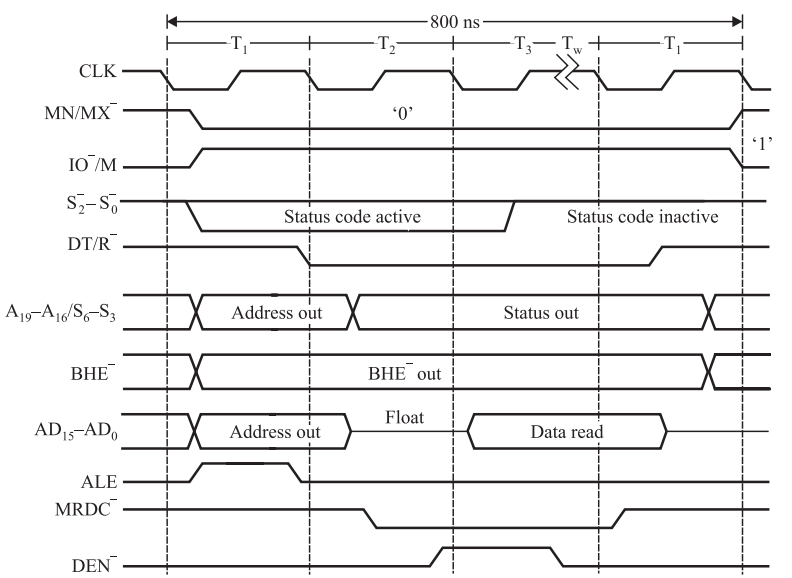 800 ns
T₁ T₂ T₃ T_w T₁
CLK
MN/MX‾ ‘0’
‘1’
IO‾/M
S₂‾–S₀‾ Status code active Status code inactive
DT/R‾
A₁₉–A₁₆/S₆–S₃ Address out Status out
BHE‾ BHE‾ out
Float
AD₁₅–AD₀ Address out Data read
ALE
MRDC‾
DEN‾